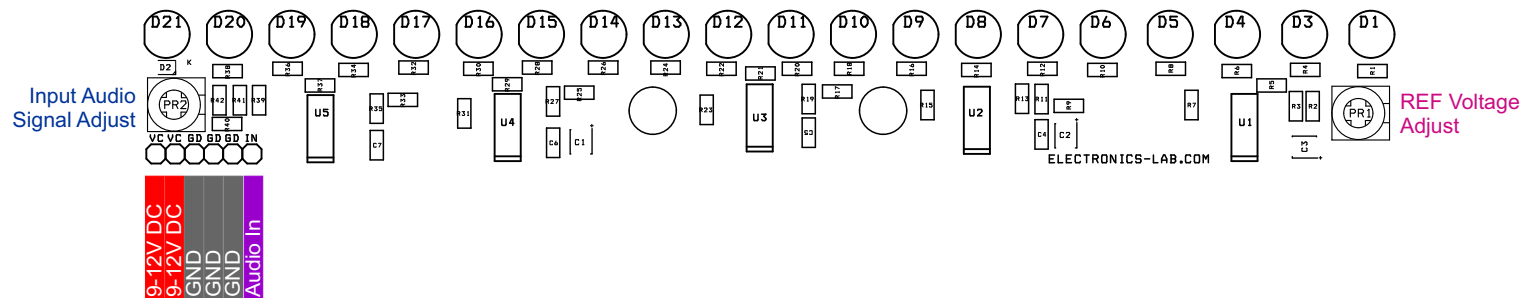 D21 D20 D19 D18 D17 D16 D15 D14 D13 D12 D11 D10 D9 D8 D7 D6 D5 D4 D3 D1
D2 K R38 R36 R34 R32 R30 R28 R26 R24 R22 R21 R20 R18 R16 R14 R12 R10 R8 R6 R4 R1
R37 R29 R5
Input Audio
Signal Adjust
PR2
R42 R41 R39
R40
U5
R35 R33
C7
R31
U4
R27 R25
C6 C1 +
R23
U3
R19 R17
C5
R15
U2
R13 R11 R9
C4 C2 +
R7
U1
R3 R2
C3 +
PR1
REF Voltage
Adjust
VC VC GD GD GD IN
ELECTRONICS-LAB.COM
9-12V DC
9-12V DC
GND
GND
GND
Audio In